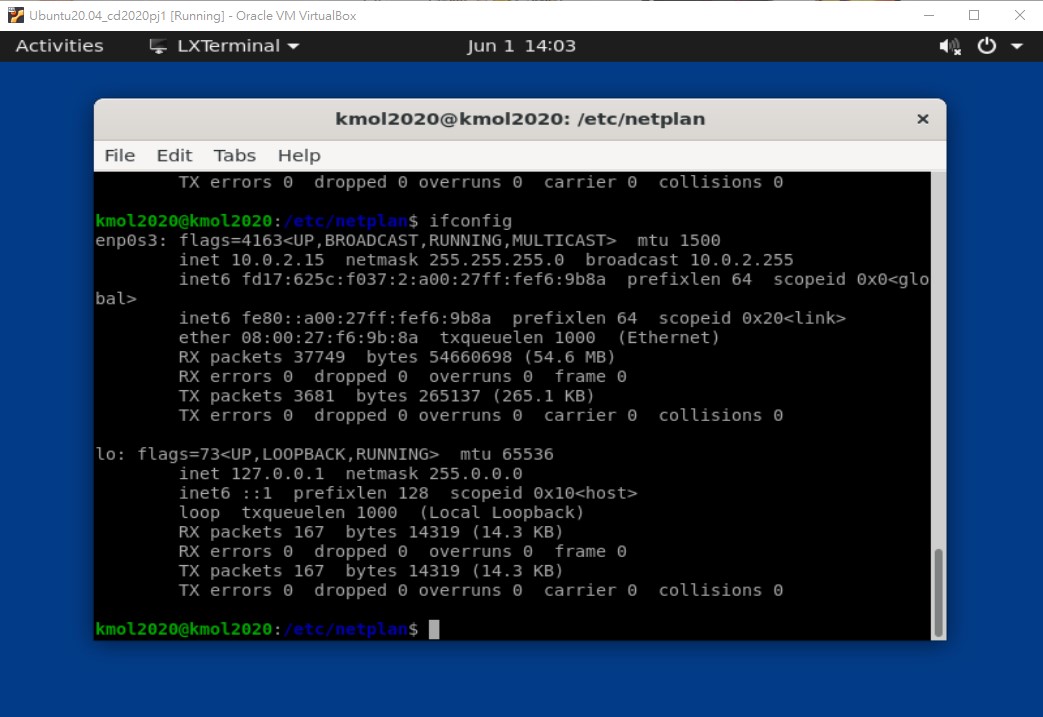 Ubuntu20.04_cd2020pj1 [Running] - Oracle VM VirtualBox
Activities LXTerminal Jun 1 14:03
kmol2020@kmol2020: /etc/netplan
File Edit Tabs Help
        TX errors 0  dropped 0 overruns 0  carrier 0  collisions 0
kmol2020@kmol2020:/etc/netplan$ ifconfig
enp0s3: flags=4163<UP,BROADCAST,RUNNING,MULTICAST>  mtu 1500
        inet 10.0.2.15  netmask 255.255.255.0  broadcast 10.0.2.255
        inet6 fd17:625c:f037:2:a00:27ff:fef6:9b8a  prefixlen 64  scopeid 0x0<glo
bal>
        inet6 fe80::a00:27ff:fef6:9b8a  prefixlen 64  scopeid 0x20<link>
        ether 08:00:27:f6:9b:8a  txqueuelen 1000  (Ethernet)
        RX packets 37749  bytes 54660698 (54.6 MB)
        RX errors 0  dropped 0  overruns 0  frame 0
        TX packets 3681  bytes 265137 (265.1 KB)
        TX errors 0  dropped 0 overruns 0  carrier 0  collisions 0
lo: flags=73<UP,LOOPBACK,RUNNING>  mtu 65536
        inet 127.0.0.1  netmask 255.0.0.0
        inet6 ::1  prefixlen 128  scopeid 0x10<host>
        loop  txqueuelen 1000  (Local Loopback)
        RX packets 167  bytes 14319 (14.3 KB)
        RX errors 0  dropped 0  overruns 0  frame 0
        TX packets 167  bytes 14319 (14.3 KB)
        TX errors 0  dropped 0 overruns 0  carrier 0  collisions 0
kmol2020@kmol2020:/etc/netplan$